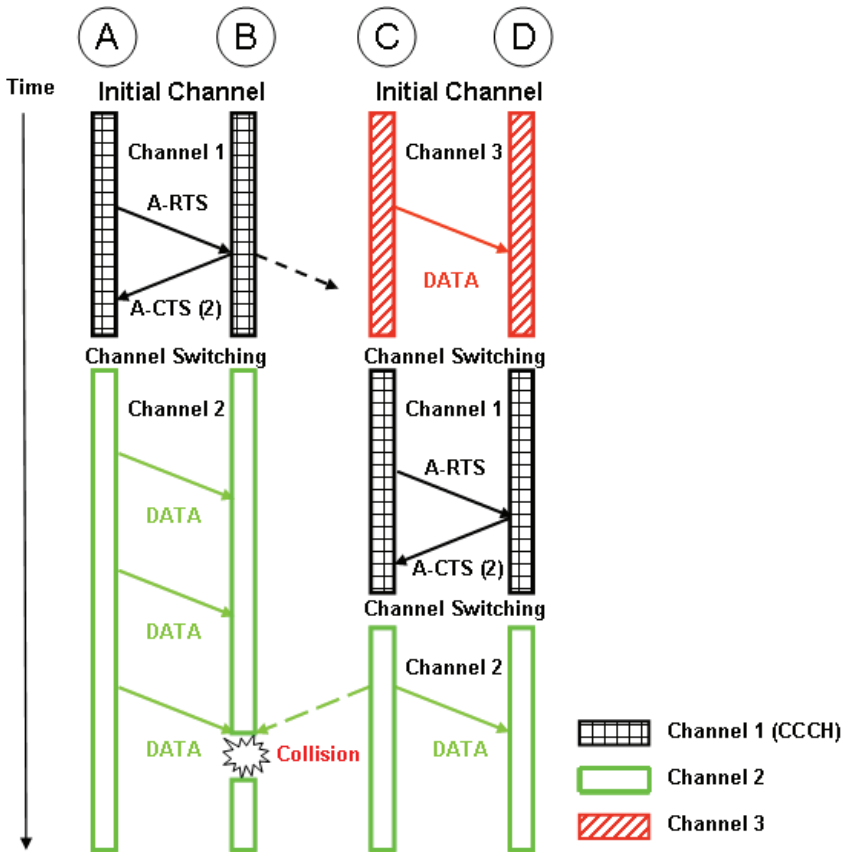 A B C D
Time Initial Channel Initial Channel
Channel 1 Channel 3
A-RTS
DATA
A-CTS (2)
Channel Switching Channel Switching
Channel 2 Channel 1
A-RTS
DATA
A-CTS (2)
Channel Switching
DATA
Channel 2
Channel 1 (CCCH)
DATA Collision DATA
Channel 2
Channel 3